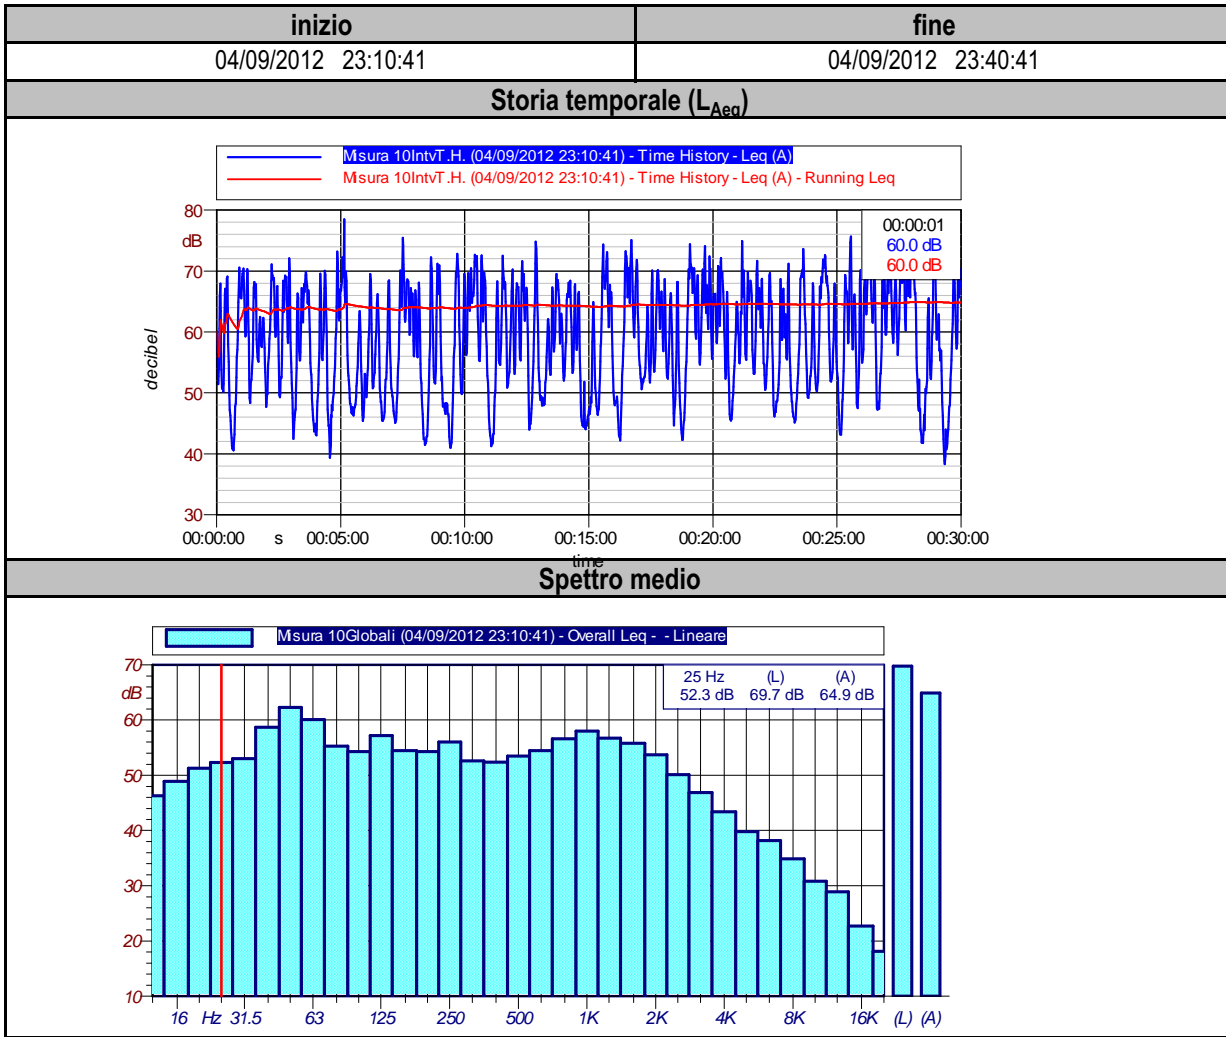 inizio fine
04/09/2012 23:10:41 04/09/2012 23:40:41
Storia temporale (LAeq)
Misura 10IntvT.H. (04/09/2012 23:10:41) - Time History - Leq (A)
Misura 10IntvT.H. (04/09/2012 23:10:41) - Time History - Leq (A) - Running Leq
80
dB
70
60
50
40
30
decibel
00:00:01
60.0 dB
60.0 dB
00:00:00 s 00:05:00 00:10:00 00:15:00 00:20:00 00:25:00 00:30:00
time
Spettro medio
Misura 10Globali (04/09/2012 23:10:41) - Overall Leq - - Lineare
70
dB
60
50
40
30
20
10
25 Hz (L) (A)
52.3 dB 69.7 dB 64.9 dB
16 Hz 31.5 63 125 250 500 1K 2K 4K 8K 16K (L) (A)